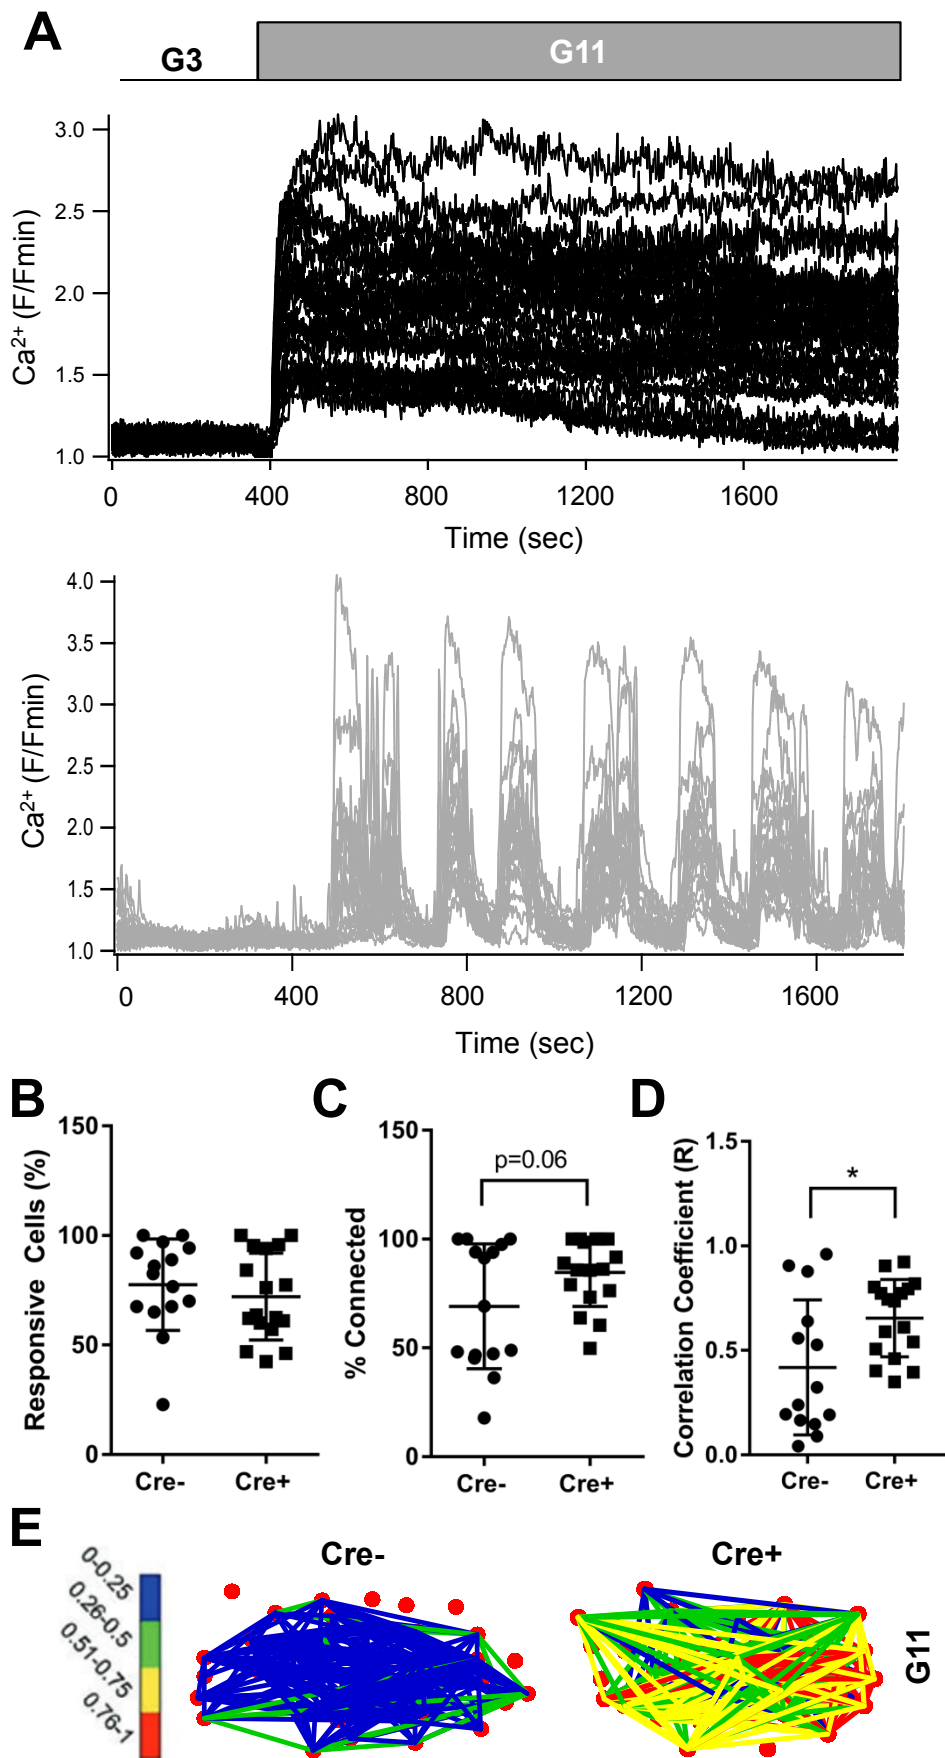 A
G3
G11
Ca2+ (F/Fmin)
3.0
2.5
2.0
1.5
1.0
0
400
800
1200
1600
Time (sec)
Ca2+ (F/Fmin)
4.0
3.5
3.0
2.5
2.0
1.5
1.0
0
400
800
1200
1600
Time (sec)
B
Responsive Cells (%)
150
100
50
0
Cre-
Cre+
C
% Connected
150
100
50
0
p=0.06
Cre-
Cre+
D
Correlation Coefficient (R)
1.5
1.0
0.5
0.0
*
Cre-
Cre+
E
0-0.25
0.26-0.5
0.51-0.75
0.76-1
Cre-
Cre+
G11